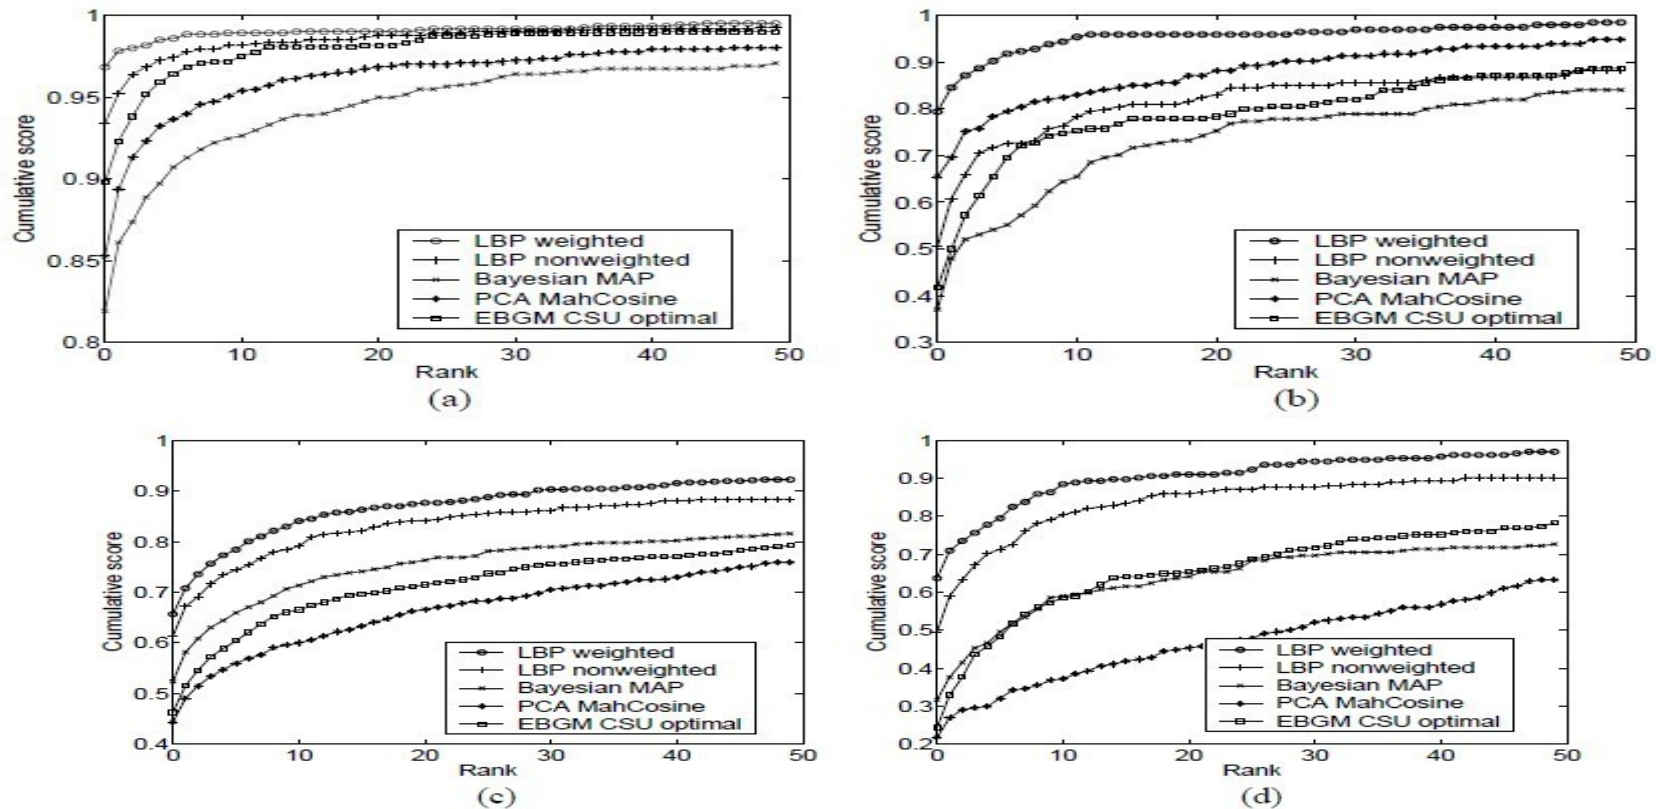 1
0.95
0.9
0.85
0.8
0
10
20
30
40
50
Cumulative score
Rank
LBP weighted
LBP nonweighted
Bayesian MAP
PCA MahCosine
EBGM CSU optimal
(a)
1
0.9
0.8
0.7
0.6
0.5
0.4
0.3
0
10
20
30
40
50
Cumulative score
Rank
LBP weighted
LBP nonweighted
Bayesian MAP
PCA MahCosine
EBGM CSU optimal
(b)
1
0.9
0.8
0.7
0.6
0.5
0.4
0
10
20
30
40
50
Cumulative score
Rank
LBP weighted
LBP nonweighted
Bayesian MAP
PCA MahCosine
EBGM CSU optimal
(c)
1
0.9
0.8
0.7
0.6
0.5
0.4
0.3
0.2
0
10
20
30
40
50
Cumulative score
Rank
LBP weighted
LBP nonweighted
Bayesian MAP
PCA MahCosine
EBGM CSU optimal
(d)